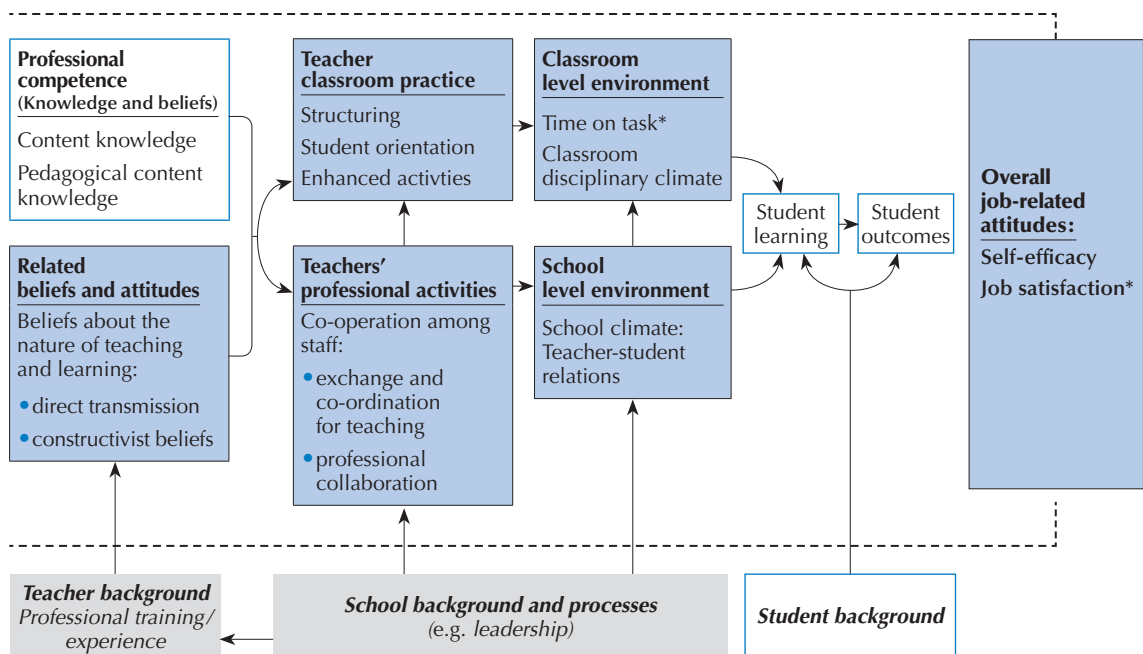 Professional
competence
(Knowledge and beliefs)
Content knowledge
Pedagogical content
knowledge
Related
beliefs and attitudes
Beliefs about the
nature of teaching
and learning:
• direct transmission
• constructivist beliefs
Teacher
classroom practice
Structuring
Student orientation
Enhanced activties
Teachers’
professional activities
Co-operation among
staff:
• exchange and
co-ordination
for teaching
• professional
collaboration
Classroom
level environment
Time on task*
Classroom
disciplinary climate
School
level environment
School climate:
Teacher-student
relations
Student
learning
Student
outcomes
Overall
job-related
attitudes:
Self-efficacy
Job satisfaction*
Teacher background
Professional training/
experience
School background and processes
(e.g. leadership)
Student background